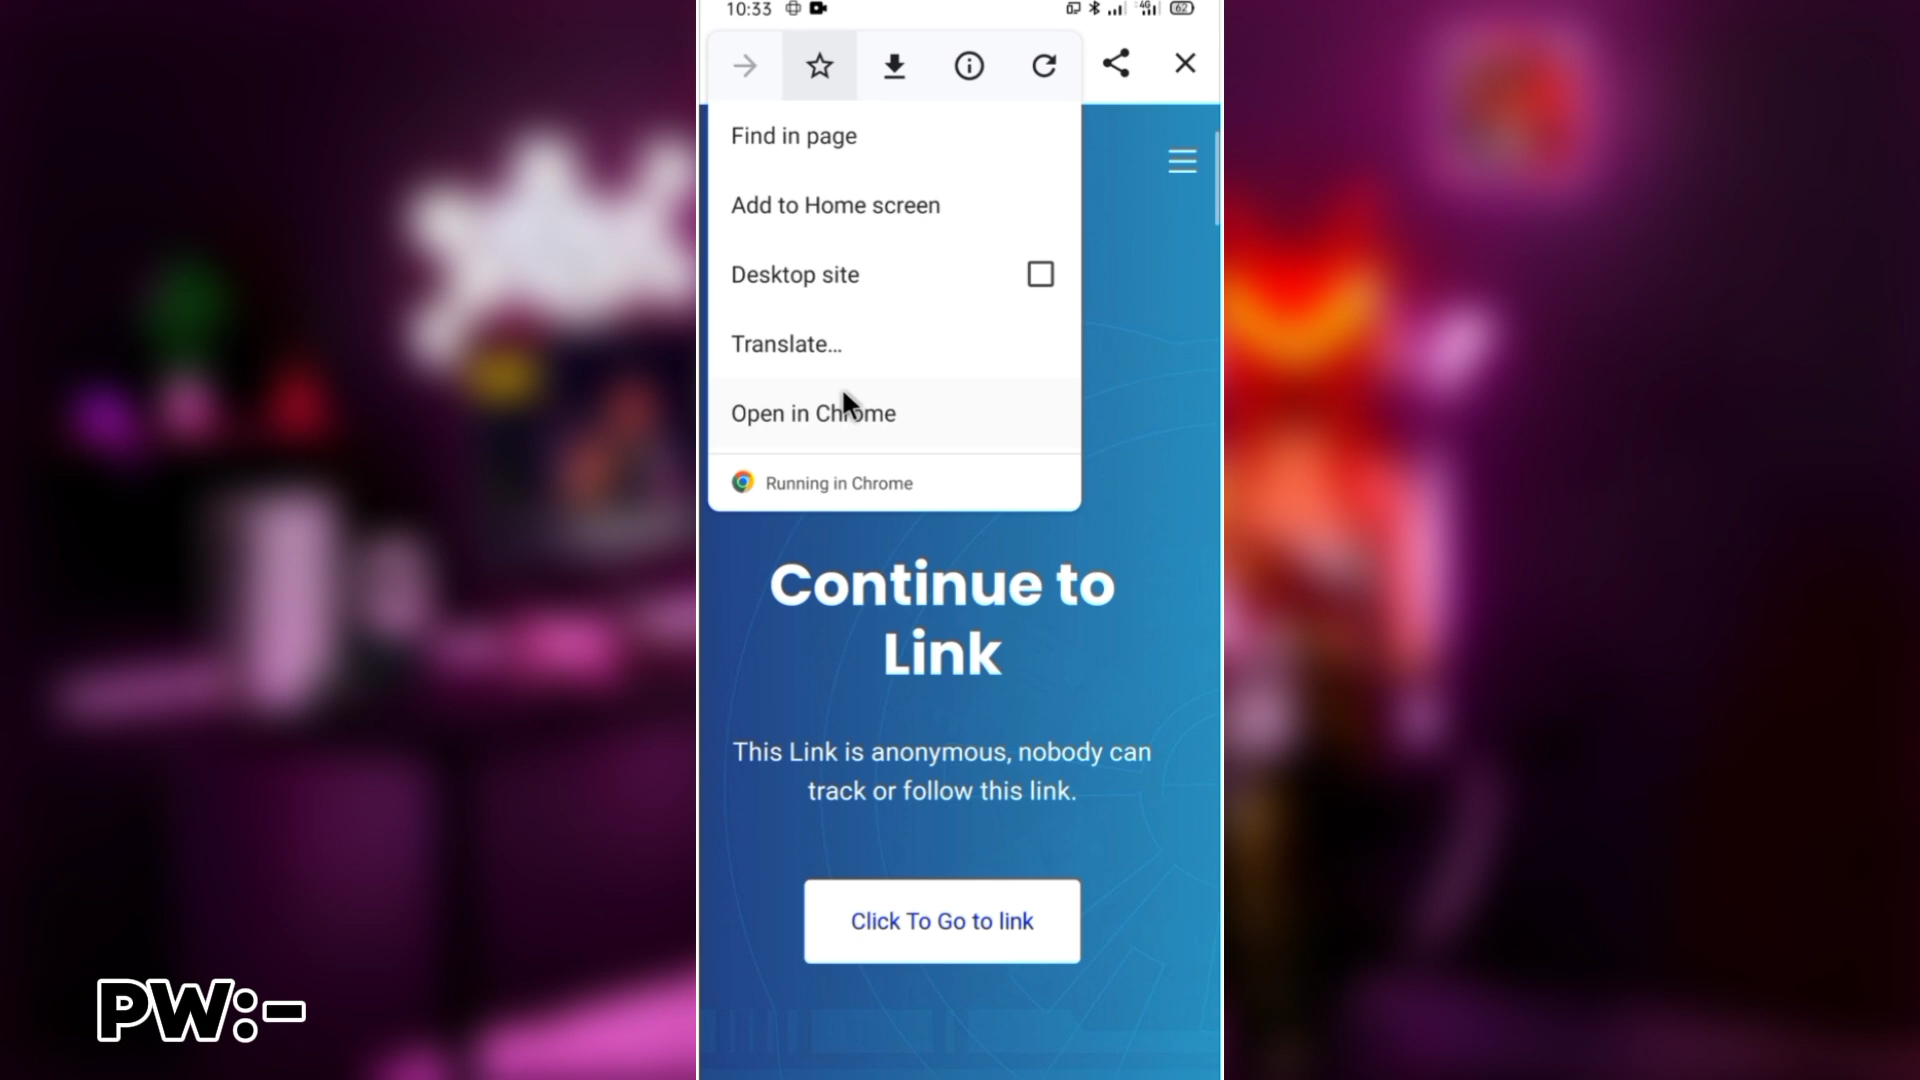 10:33
4G
62
Find in page
Add to Home screen
Desktop site
Translate...
Open in Chrome
Running in Chrome
Continue to
Link
This Link is anonymous, nobody can
track or follow this link.
Click To Go to link
PW:-